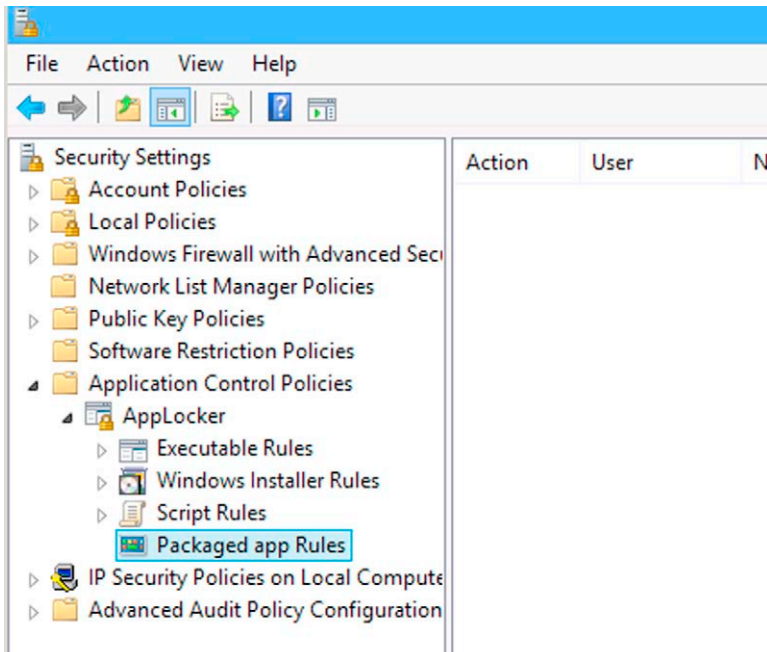 File Action View Help
Security Settings
Account Policies
Local Policies
Windows Firewall with Advanced Secu
Network List Manager Policies
Public Key Policies
Software Restriction Policies
Application Control Policies
AppLocker
Executable Rules
Windows Installer Rules
Script Rules
Packaged app Rules
IP Security Policies on Local Compute
Advanced Audit Policy Configuration
Action User N